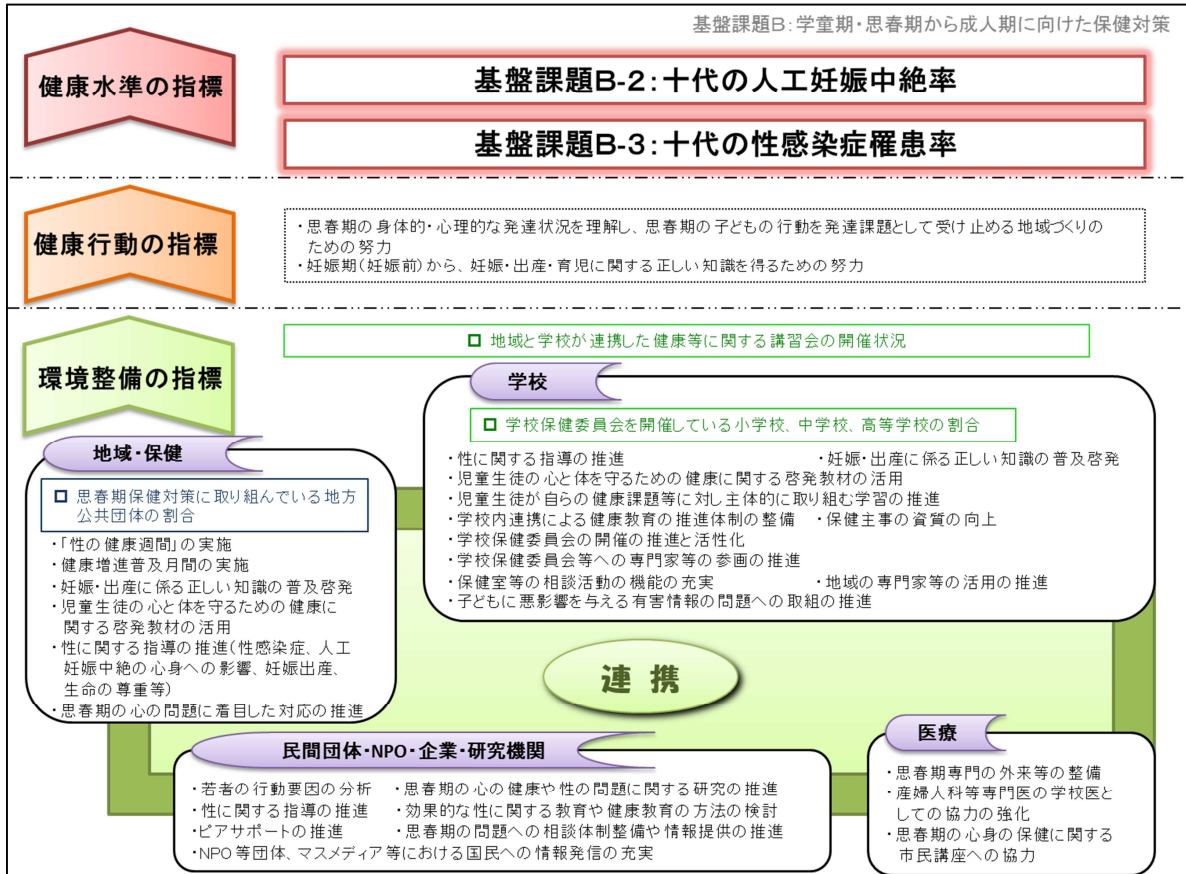 基盤課題B:学童期・思春期から成人期に向けた保健対策
健康水準の指標
基盤課題B-2:十代の人工妊娠中絶率
基盤課題B-3:十代の性感染症罹患率
健康行動の指標
・思春期の身体的・心理的な発達状況を理解し、思春期の子どもの行動を発達課題として受け止める地域づくりの
ための努力
・妊娠期(妊娠前)から、妊娠・出産・育児に関する正しい知識を得るための努力
環境整備の指標
□ 地域と学校が連携した健康等に関する講習会の開催状況
学校
□ 学校保健委員会を開催している小学校、中学校、高等学校の割合
・性に関する指導の推進 ・妊娠・出産に係る正しい知識の普及啓発
・児童生徒の心と体を守るための健康に関する啓発教材の活用
・児童生徒が自らの健康課題等に対し主体的に取り組む学習の推進
・学校内連携による健康教育の推進体制の整備 ・保健主事の資質の向上
・学校保健委員会の開催の推進と活性化
・学校保健委員会等への専門家等の参画の推進
・保健室等の相談活動の機能の充実 ・地域の専門家等の活用の推進
・子どもに悪影響を与える有害情報の問題への取組の推進
地域・保健
□ 思春期保健対策に取り組んでいる地方
公共団体の割合
・「性の健康週間」の実施
・健康増進普及月間の実施
・妊娠・出産に係る正しい知識の普及啓発
・児童生徒の心と体を守るための健康に
関する啓発教材の活用
・性に関する指導の推進(性感染症、人工
妊娠中絶の心身への影響、妊娠出産、
生命の尊重等)
・思春期の心の問題に着目した対応の推進
連携
民間団体・NPO・企業・研究機関
・若者の行動要因の分析 ・思春期の心の健康や性の問題に関する研究の推進
・性に関する指導の推進 ・効果的な性に関する教育や健康教育の方法の検討
・ピアサポートの推進 ・思春期の問題への相談体制整備や情報提供の推進
・NPO等団体、マスメディア等における国民への情報発信の充実
医療
・思春期専門の外来等の整備
・産婦人科等専門医の学校医と
しての協力の強化
・思春期の心身の保健に関する
市民講座への協力